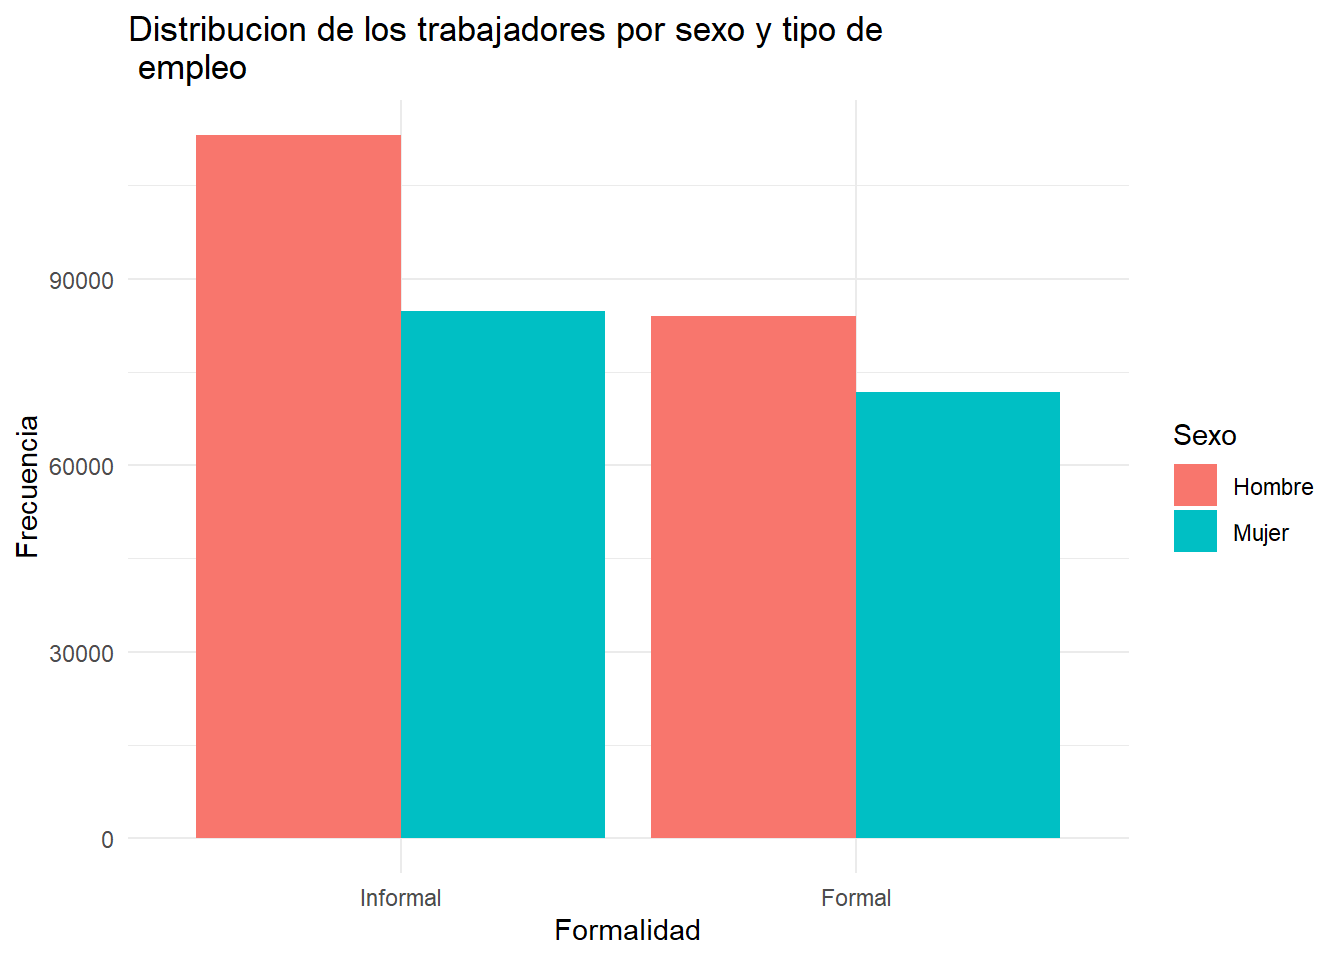 Distribucion de los trabajadores por sexo y tipo de
empleo
Frecuencia
90000
60000
30000
0
Informal
Formal
Formalidad
Sexo
Hombre
Mujer